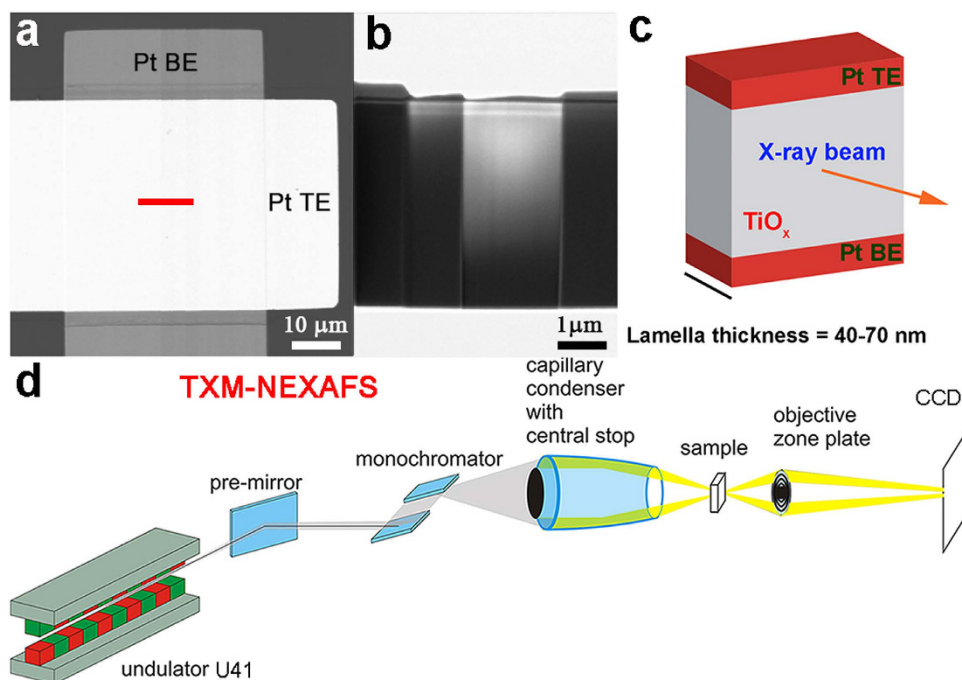 a
Pt BE
Pt TE
10 μm
b
1μm
c
Pt TE
X-ray beam
TiOx
Pt BE
Lamella thickness = 40-70 nm
d
TXM-NEXAFS
undulator U41
pre-mirror
monochromator
capillary
condenser
with
central stop
sample
objective
zone plate
CCD